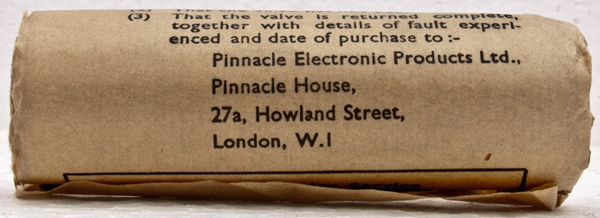 (3) That the valve is returned complete,
together with details of fault experi-
enced and date of purchase to :-
Pinnacle Electronic Products Ltd.,
Pinnacle House,
27a, Howland Street,
London, W.1
Service